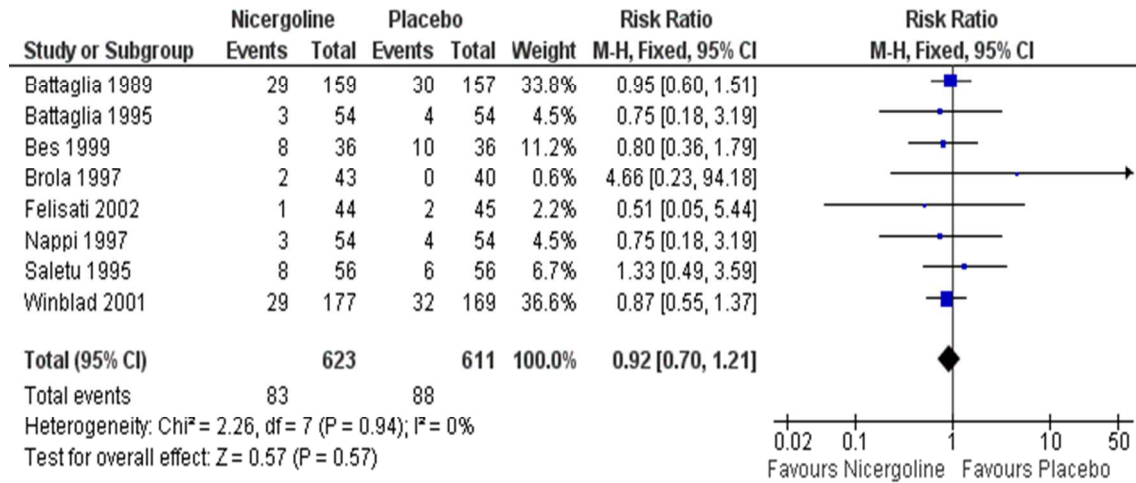 Nicergoline Placebo Risk Ratio Risk Ratio
Study or Subgroup Events Total Events Total Weight M-H, Fixed, 95% CI M-H, Fixed, 95% CI
Battaglia 1989 29 159 30 157 33.8% 0.95 [0.60, 1.51]
Battaglia 1995 3 54 4 54 4.5% 0.75 [0.18, 3.19]
Bes 1999 8 36 10 36 11.2% 0.80 [0.36, 1.79]
Brola 1997 2 43 0 40 0.6% 4.66 [0.23, 94.18]
Felisati 2002 1 44 2 45 2.2% 0.51 [0.05, 5.44]
Nappi 1997 3 54 4 54 4.5% 0.75 [0.18, 3.19]
Saletu 1995 8 56 6 56 6.7% 1.33 [0.49, 3.59]
Winblad 2001 29 177 32 169 36.6% 0.87 [0.55, 1.37]
Total (95% CI) 623 611 100.0% 0.92 [0.70, 1.21]
Total events 83 88
Heterogeneity: Chi² = 2.26, df = 7 (P = 0.94); I² = 0%
Test for overall effect: Z = 0.57 (P = 0.57)
0.02 0.1 1 10 50
Favours Nicergoline Favours Placebo